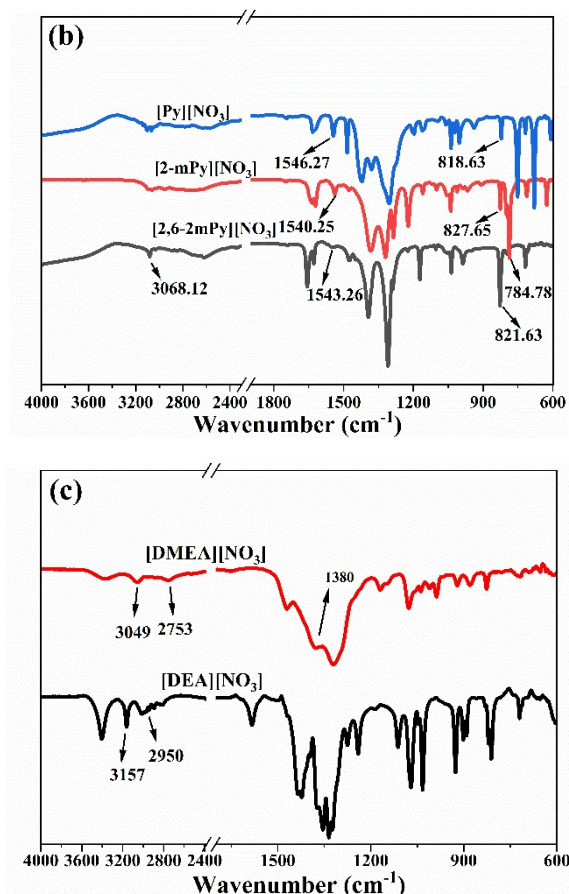 (b)
[Py][NO3]
1546.27
818.63
[2-mPy][NO3]
1540.25
827.65
[2,6-2mPy][NO3]
3068.12
1543.26
784.78
821.63
4000 3600 3200 2800 2400 1800 1500 1200 900 600
Wavenumber (cm-1)
(c)
[DMEA][NO3]
1380
3049 2753
[DEA][NO3]
3157
2950
4000 3600 3200 2800 2400 1500 1200 900 600
Wavenumber (cm-1)